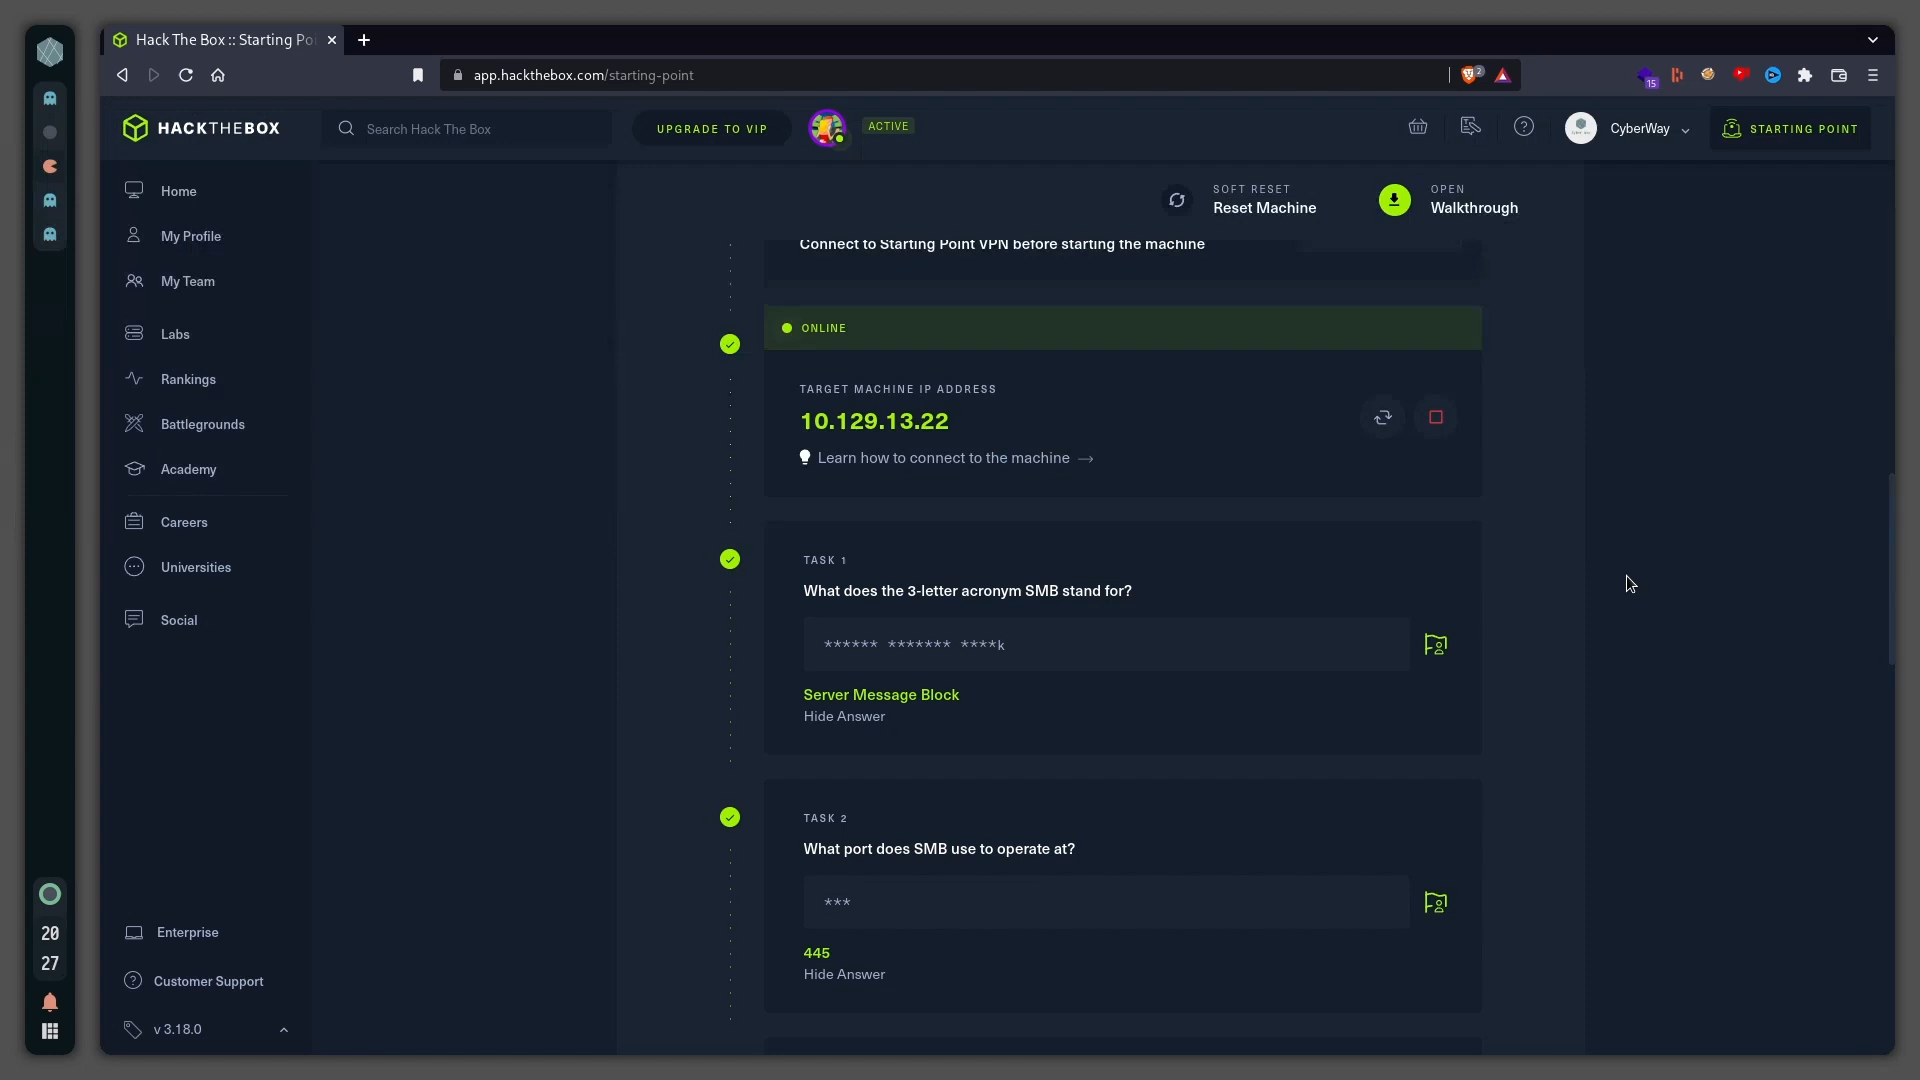 Hack The Box :: Starting Poi
app.hackthebox.com/starting-point
2
15
HACKTHEBOX
Search Hack The Box
UPGRADE TO VIP
ACTIVE
CyberWay
STARTING POINT
Home
My Profile
My Team
Labs
Rankings
Battlegrounds
Academy
Careers
Universities
Social
Enterprise
Customer Support
v 3.18.0
20
27
SOFT RESET
Reset Machine
OPEN
Walkthrough
Connect to Starting Point VPN before starting the machine
ONLINE
TARGET MACHINE IP ADDRESS
10.129.13.22
Learn how to connect to the machine →
TASK 1
What does the 3-letter acronym SMB stand for?
****** ******* ****k
Server Message Block
Hide Answer
TASK 2
What port does SMB use to operate at?
***
445
Hide Answer